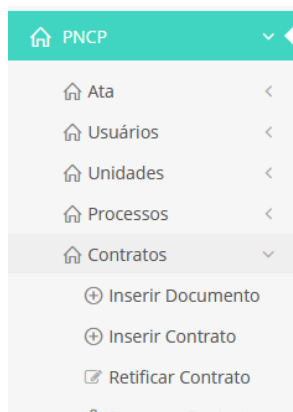 PNCP
Ata
Usuários
Unidades
Processos
Contratos
Inserir Documento
Inserir Contrato
Retificar Contrato